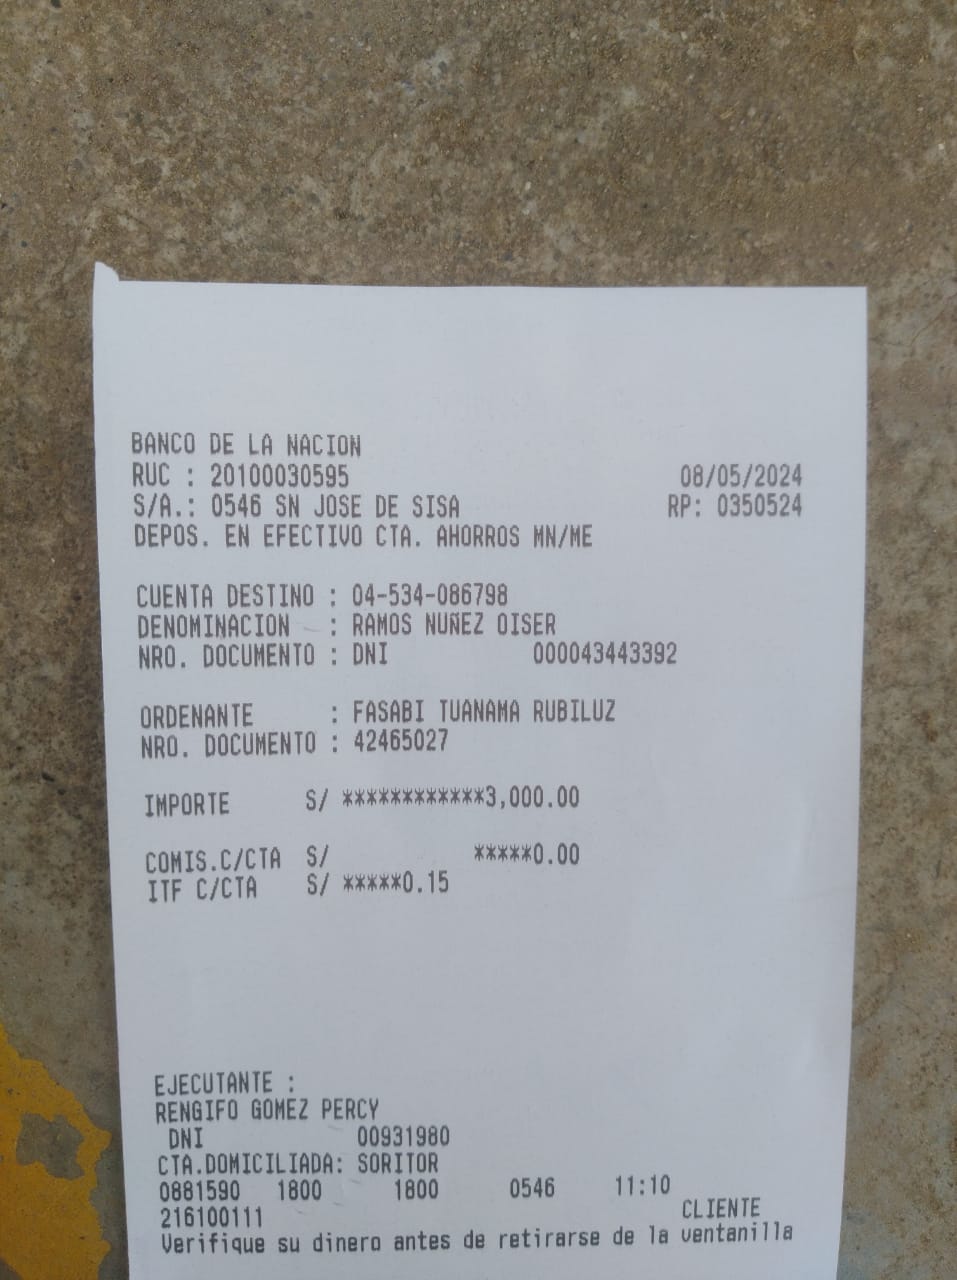 BANCO DE LA NACION
RUC : 20100030595 08/05/2024
S/A.: 0546 SN JOSE DE SISA RP: 0350524
DEPOS. EN EFECTIVO CTA. AHORROS MN/ME
CUENTA DESTINO : 04-534-086798
DENOMINACION : RAMOS NUÑEZ OISER
NRO. DOCUMENTO : DNI 000043443392
ORDENANTE : FASABI TUANAMA RUBILUZ
NRO. DOCUMENTO : 42465027
IMPORTE S/ ************3,000.00
COMIS.C/CTA S/ *****0.00
ITF C/CTA S/ *****0.15
EJECUTANTE :
RENGIFO GOMEZ PERCY
DNI 00931980
CTA.DOMICILIADA: SORITOR
0881590 1800 1800 0546 11:10
216100111 CLIENTE
Verifique su dinero antes de retirarse de la ventanilla